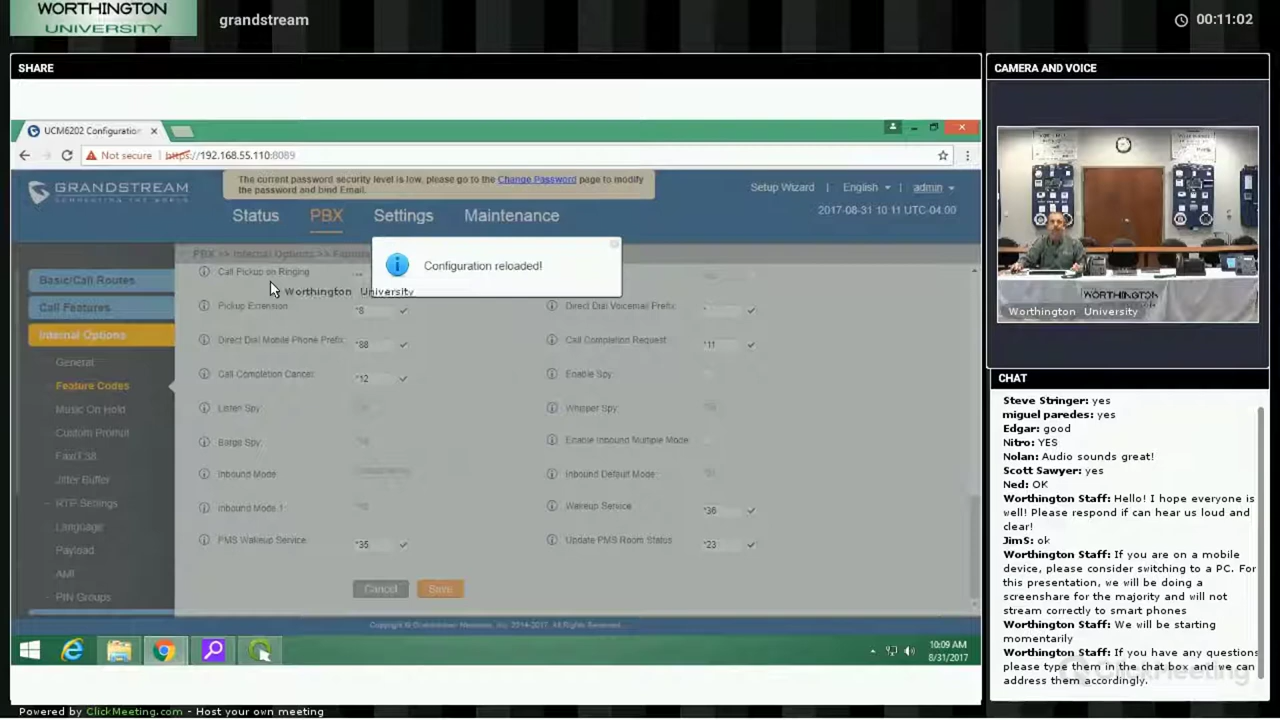 WORTHINGTON
UNIVERSITY
grandstream
00:11:02
SHARE
CAMERA AND VOICE
UCM6202 Configuration
Not secure https://192.168.55.110:8089
GRANDSTREAM
CONNECTING THE WORLD
The current password security level is low, please go to the Change Password page to modify
the password and bind Email.
Setup Wizard | English | admin
2017-08-31 10:11 UTC-04:00
Status PBX Settings Maintenance
PBX >> Internal Options >>
Configuration reloaded!
Basic/Call Routes
Call Features
Internal Options
General
Feature Codes
Music On Hold
Custom Prompt
Fax/T.38
Jitter Buffer
RTP Settings
Language
Payload
AMI
PIN Groups
Call Pickup on Ringing
Worthington University
Pickup Extension: *8
Direct Dial Voicemail Prefix: *
Direct Dial Mobile Phone Prefix: *88
Call Completion Request: *11
Call Completion Cancel: *12
Enable Spy:
Listen Spy:
Whisper Spy:
Barge Spy:
Enable Inbound Multiple Mode:
Inbound Mode:
Inbound Default Mode:
Inbound Mode 1:
Wakeup Service: *36
PMS Wakeup Service: *35
Update PMS Room Status: *23
Cancel Save
10:09 AM
8/31/2017
WORTHINGTON
Worthington University
CHAT
Steve Stringer: yes
miguel paredes: yes
Edgar: good
Nitro: YES
Nolan: Audio sounds great!
Scott Sawyer: yes
Ned: OK
Worthington Staff: Hello! I hope everyone is
well! Please respond if can hear us loud and
clear!
JimS: ok
Worthington Staff: If you are on a mobile
device, please consider switching to a PC. For
this presentation, we will be doing a
screenshare for the majority and will not
stream correctly to smart phones
Worthington Staff: We will be starting
momentarily
Worthington Staff: If you have any questions
please type them in the chat box and we can
address them accordingly.
ClickMeeting
Powered by ClickMeeting.com - Host your own meeting